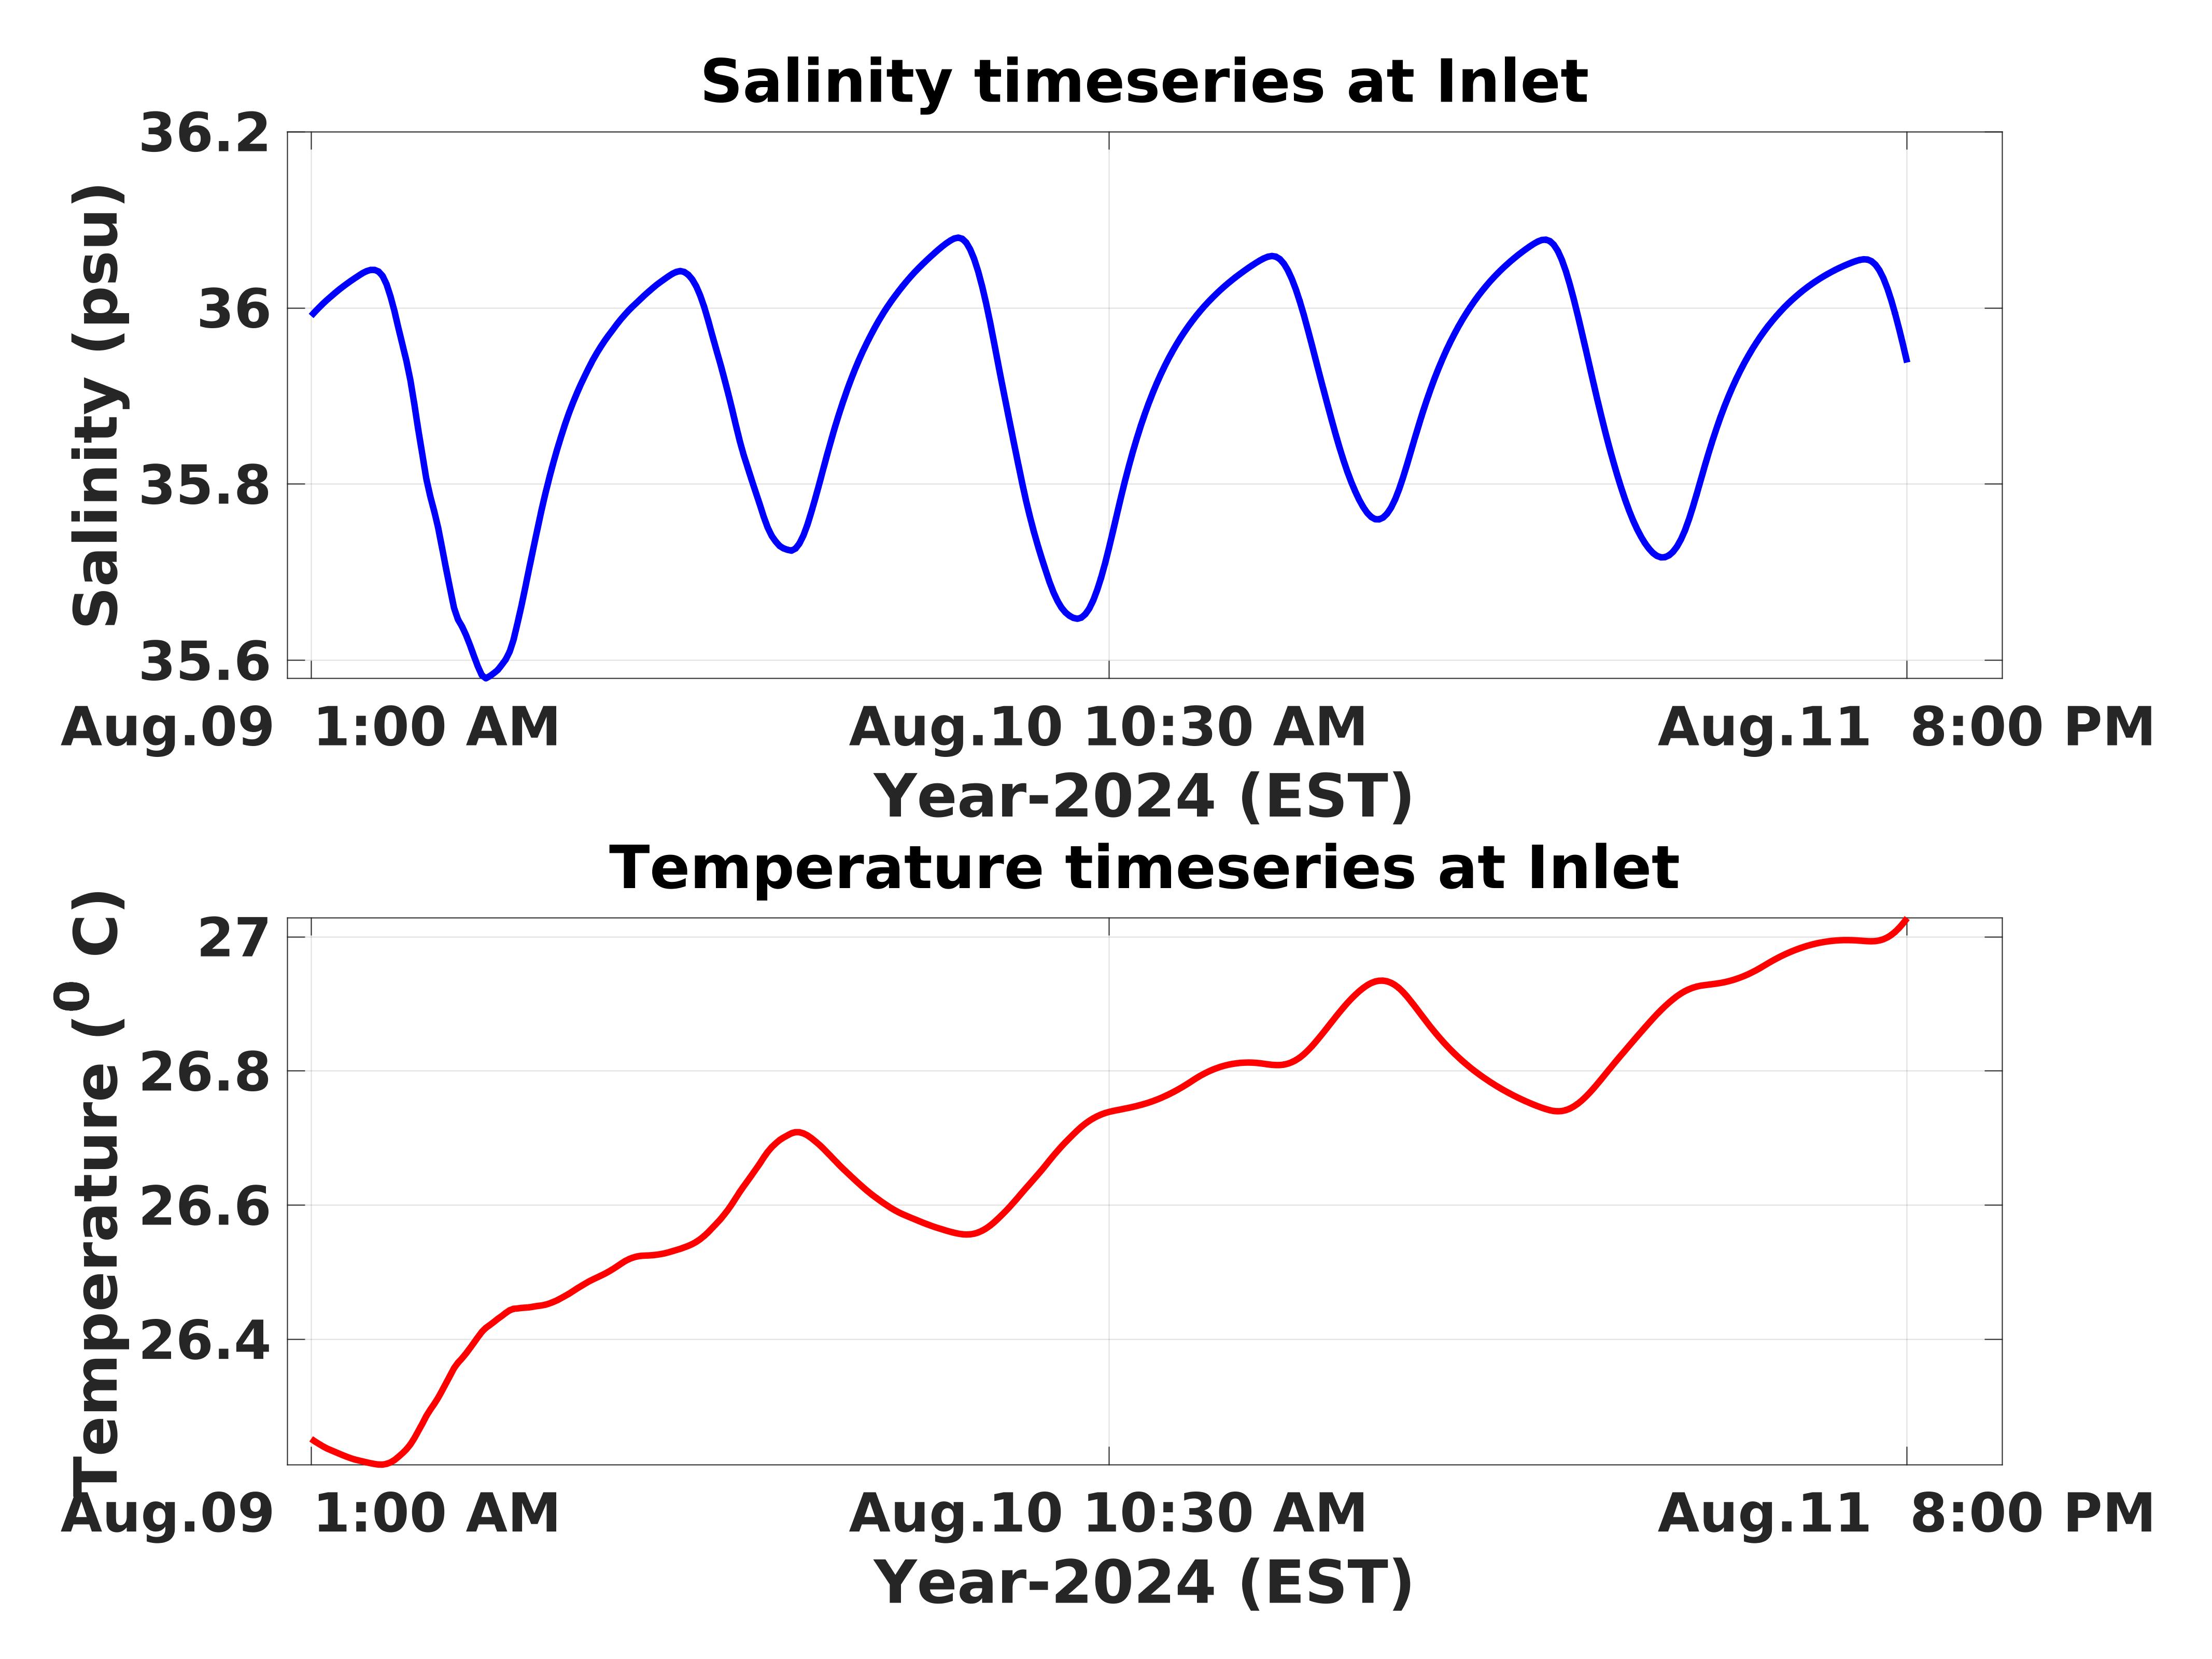 Salinity timeseries at Inlet
Salinity (psu)
36.2
36
35.8
35.6
Aug.09  1:00 AM
Aug.10 10:30 AM
Aug.11  8:00 PM
Year-2024 (EST)
Temperature timeseries at Inlet
Temperature (⁰ C)
27
26.8
26.6
26.4
Aug.09  1:00 AM
Aug.10 10:30 AM
Aug.11  8:00 PM
Year-2024 (EST)